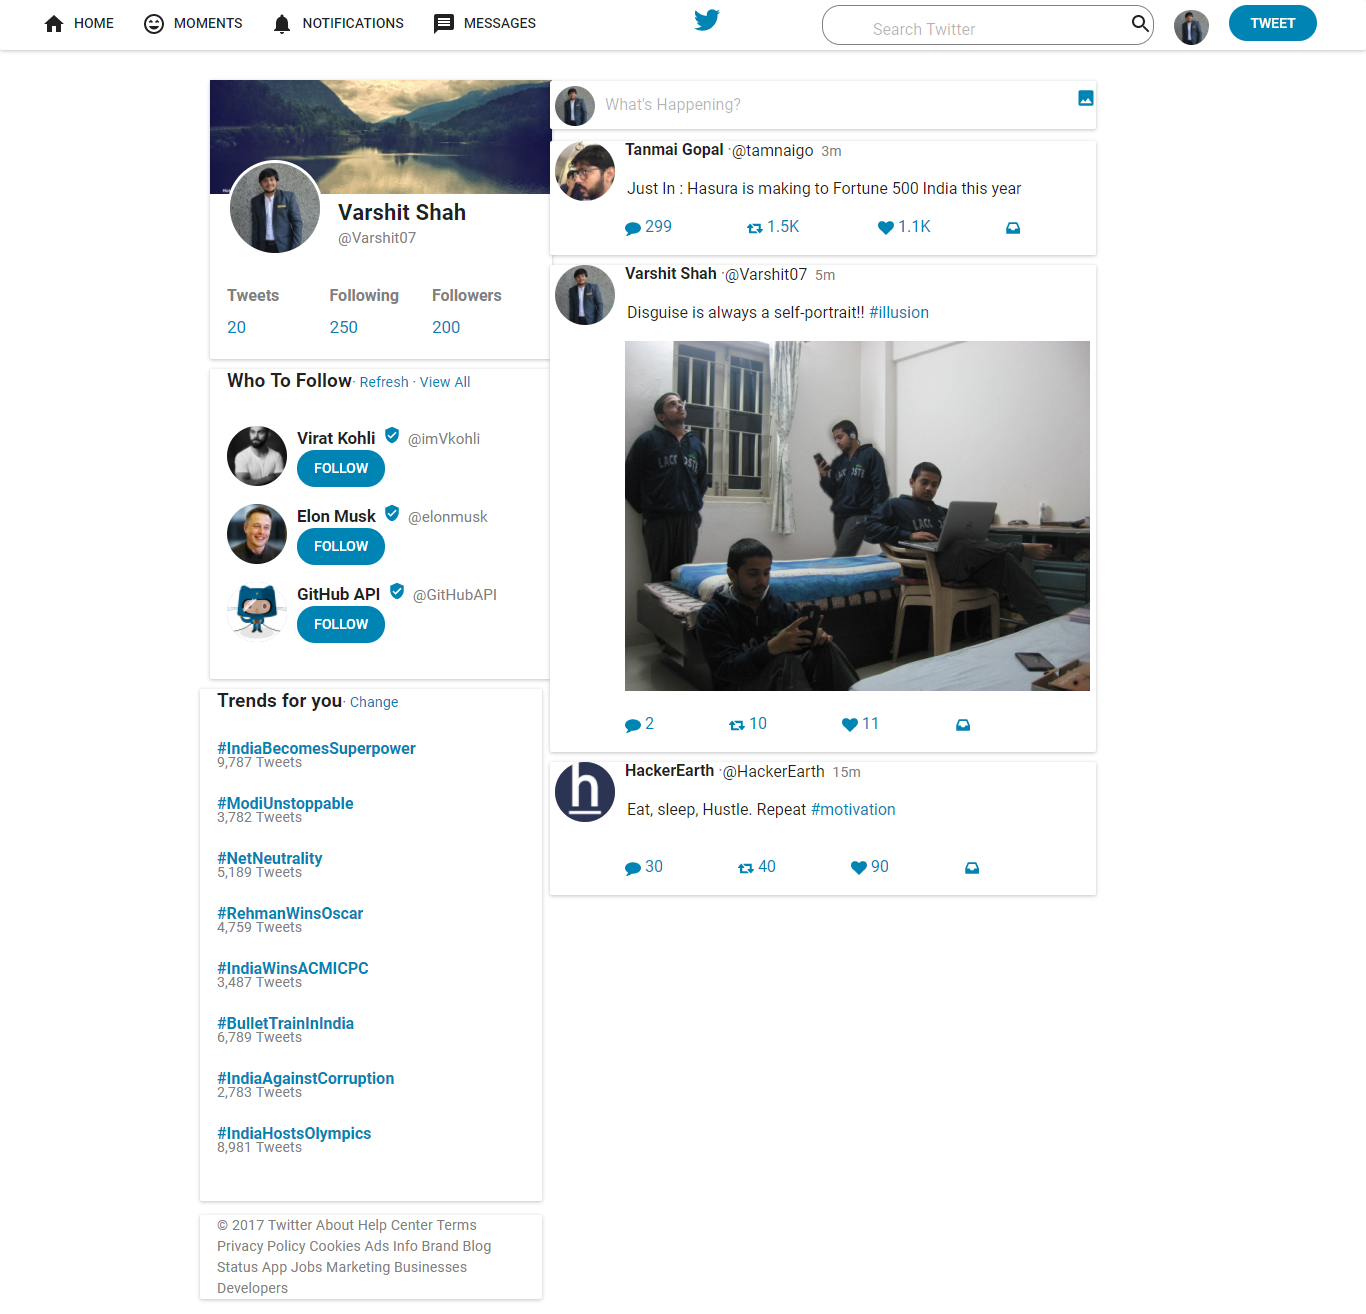 HOME MOMENTS NOTIFICATIONS MESSAGES Search Twitter TWEET
Varshit Shah
@Varshit07
Tweets Following Followers
20 250 200
Who To Follow· Refresh · View All
Virat Kohli @imVkohli
FOLLOW
Elon Musk @elonmusk
FOLLOW
GitHub API @GitHubAPI
FOLLOW
Trends for you· Change
#IndiaBecomesSuperpower
9,787 Tweets
#ModiUnstoppable
3,782 Tweets
#NetNeutrality
5,189 Tweets
#RehmanWinsOscar
4,759 Tweets
#IndiaWinsACMICPC
3,487 Tweets
#BulletTrainInIndia
6,789 Tweets
#IndiaAgainstCorruption
2,783 Tweets
#IndiaHostsOlympics
8,981 Tweets
© 2017 Twitter About Help Center Terms
Privacy Policy Cookies Ads Info Brand Blog
Status App Jobs Marketing Businesses
Developers
What's Happening?
Tanmai Gopal ·@tamnaigo 3m
Just In : Hasura is making to Fortune 500 India this year
299 1.5K 1.1K
Varshit Shah ·@Varshit07 5m
Disguise is always a self-portrait!! #illusion
2 10 11
h
HackerEarth ·@HackerEarth 15m
Eat, sleep, Hustle. Repeat #motivation
30 40 90